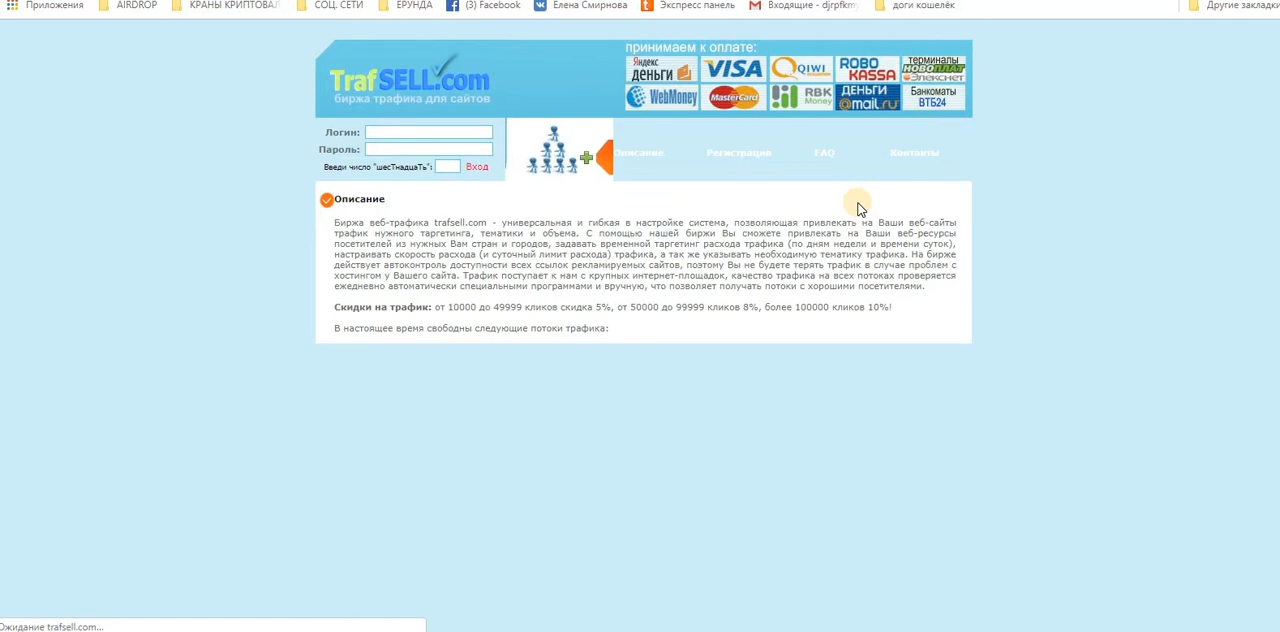 Приложения AIRDROP КРАНЫ КРИПТОВАЛ СОЦ. СЕТИ ЕРУНДА (3) Facebook Елена Смирнова Экспресс панель Входящие - djrpfkmy доги кошелёк Другие закладки
принимаем к оплате:
TrafSELL.com
биржа трафика для сайтов
Яндекс деньги VISA QIWI ROBO KASSA терминалы НОВОПЛАТ Элекснет
WebMoney MasterCard RBK Money ДЕНЬГИ @mail.ru Банкоматы ВТБ24
Логин:
Пароль:
Введи число "шесТнадцаТь": Вход
Описание Регистрация FAQ Контакты
Описание
Биржа веб-трафика trafsell.com - универсальная и гибкая в настройке система, позволяющая привлекать на Ваши веб-сайты
трафик нужного таргетинга, тематики и объема. С помощью нашей биржи Вы сможете привлекать на Ваши веб-ресурсы
посетителей из нужных Вам стран и городов, задавать временной таргетинг расхода трафика (по дням недели и времени суток),
настраивать скорость расхода (и суточный лимит расхода) трафика, а так же указывать необходимую тематику трафика. На бирже
действует автоконтроль доступности всех ссылок рекламируемых сайтов, поэтому Вы не будете терять трафик в случае проблем с
хостингом у Вашего сайта. Трафик поступает к нам с крупных интернет-площадок, качество трафика на всех потоках проверяется
ежедневно автоматически специальными программами и вручную, что позволяет получать потоки с хорошими посетителями.
Скидки на трафик: от 10000 до 49999 кликов скидка 5%, от 50000 до 99999 кликов 8%, более 100000 кликов 10%!
В настоящее время свободны следующие потоки трафика:
Ожидание trafsell.com...